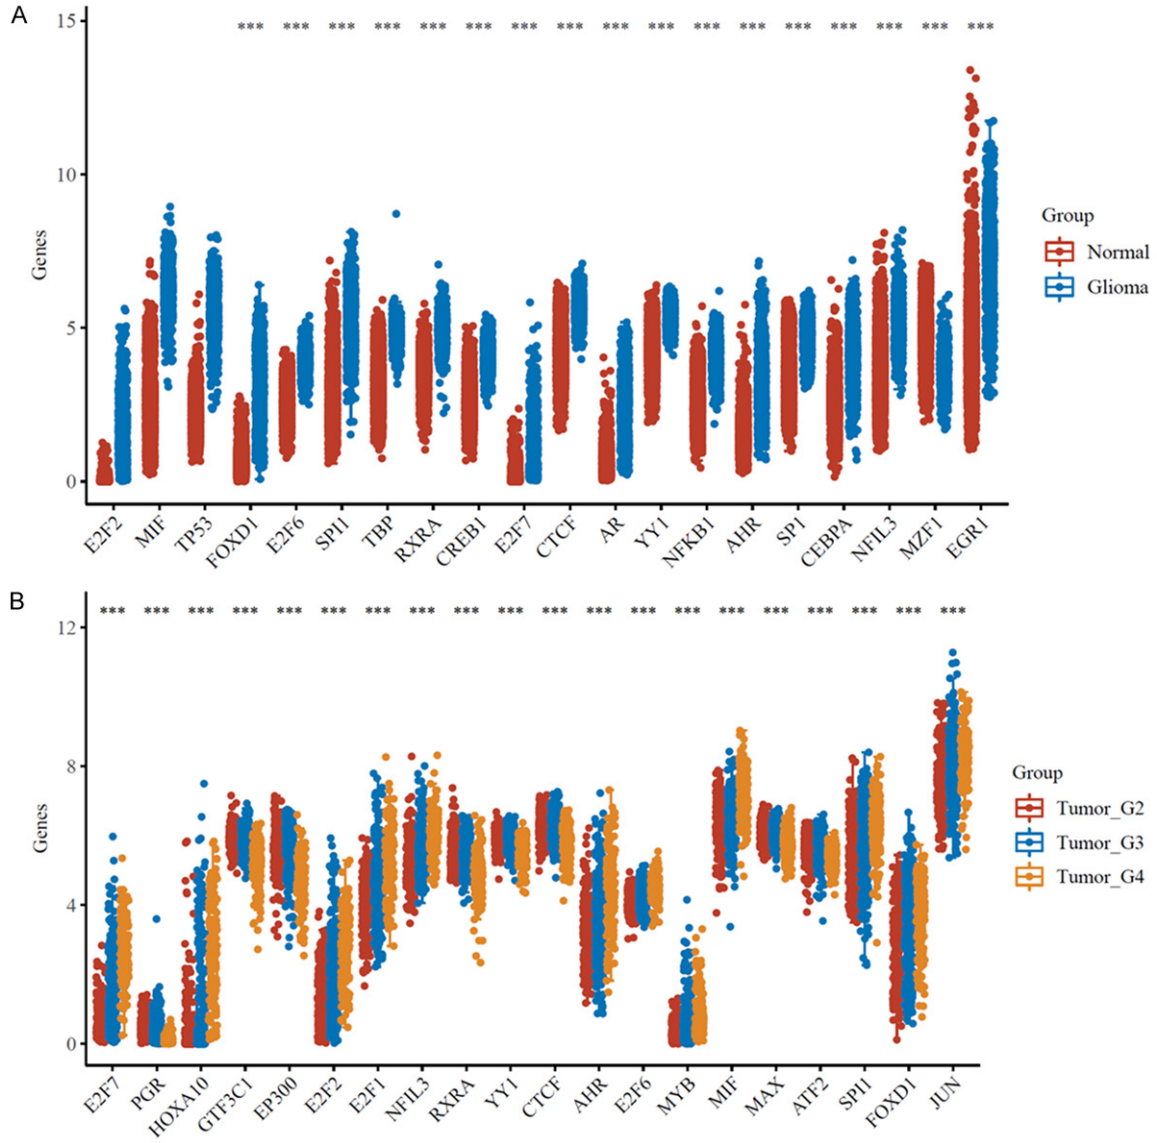 A
15
*** *** *** *** *** *** *** *** *** *** *** *** *** *** *** *** ***
10
5
0
Genes
E2F2 MIF TP53 FOXD1 E2F6 SPI1 TBP RXRA CREB1 E2F7 CTCF AR YY1 NFKB1 AHR SP1 CEBPA NFIL3 MZF1 EGR1
Group
Normal
Glioma
B
*** *** *** *** *** *** *** *** *** *** *** *** *** *** *** *** *** *** *** ***
12
8
4
0
Genes
E2F7 PGR HOXA10 GTF3C1 EP300 E2F2 E2F1 NFIL3 RXRA YY1 CTCF AHR E2F6 MYB MIF MAX ATF2 SPI1 FOXD1 JUN
Group
Tumor_G2
Tumor_G3
Tumor_G4